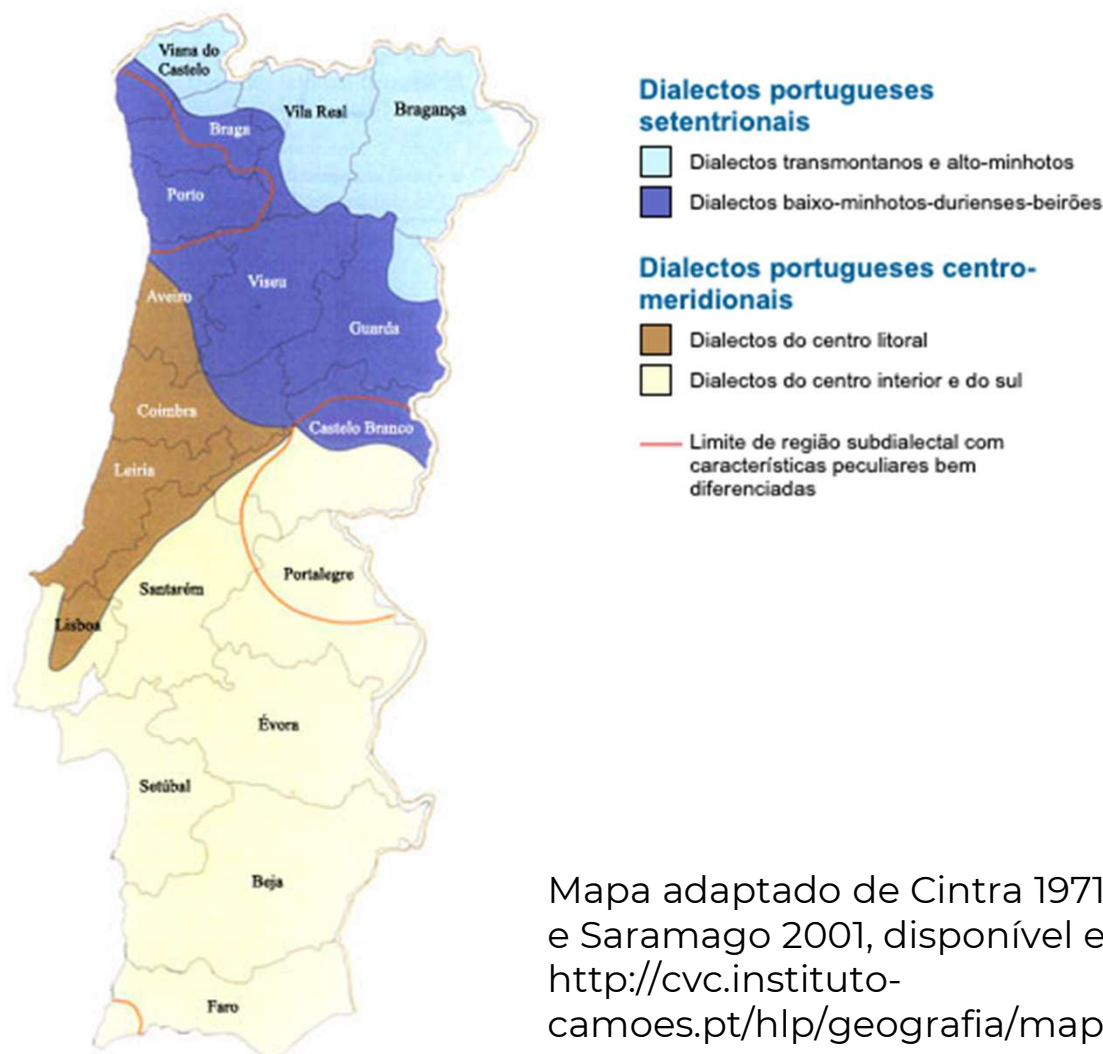 Viana do
Castelo
Vila Real
Bragança
Braga
Porto
Viseu
Aveiro
Guarda
Coimbra
Castelo Branco
Leiria
Portalegre
Santarém
Lisboa
Évora
Setúbal
Beja
Faro
Dialectos portugueses
setentrionais
Dialectos transmontanos e alto-minhotos
Dialectos baixo-minhotos-durienses-beirões
Dialectos portugueses centro-
meridionais
Dialectos do centro litoral
Dialectos do centro interior e do sul
Limite de região subdialectal com
características peculiares bem
diferenciadas
Mapa adaptado de Cintra 1971
e Saramago 2001, disponível e
http://cvc.instituto-
camoes.pt/hlp/geografia/map